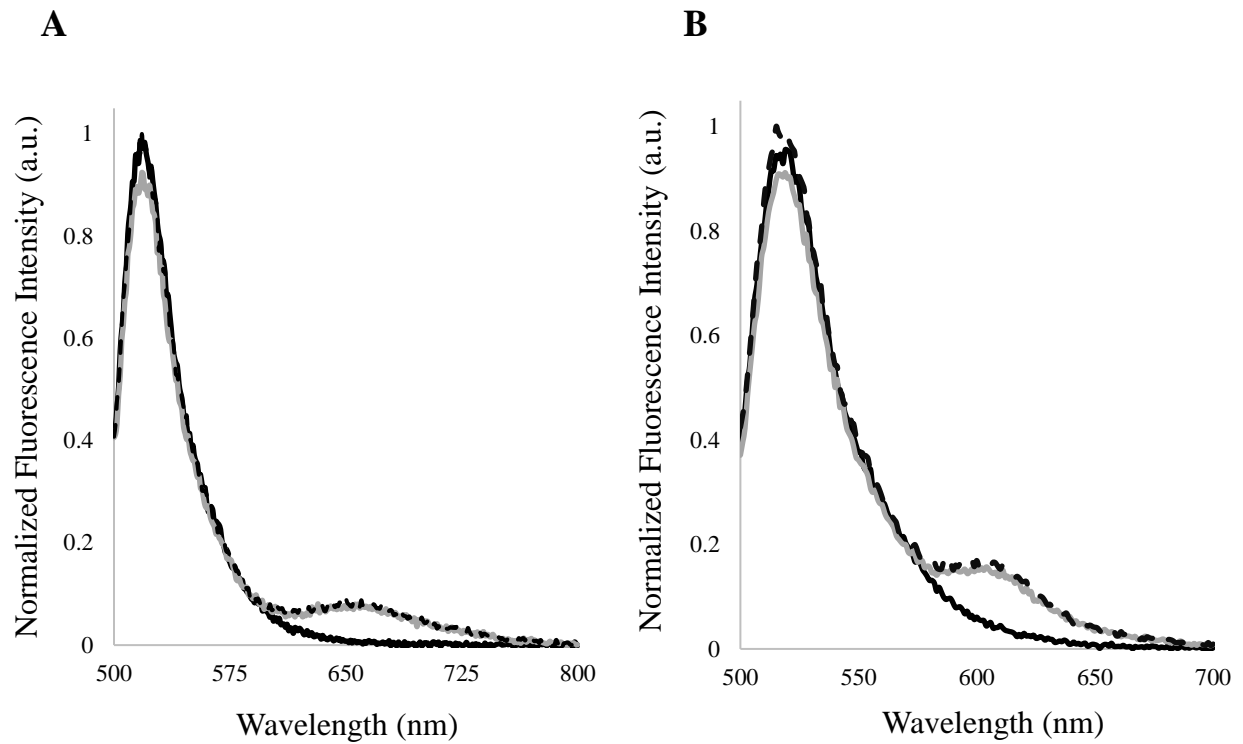 A
Normalized Fluorescence Intensity (a.u.)
1
0.8
0.6
0.4
0.2
0
500 575 650 725 800
Wavelength (nm)
B
Normalized Fluorescence Intensity (a.u.)
1
0.8
0.6
0.4
0.2
0
500 550 600 650 700
Wavelength (nm)